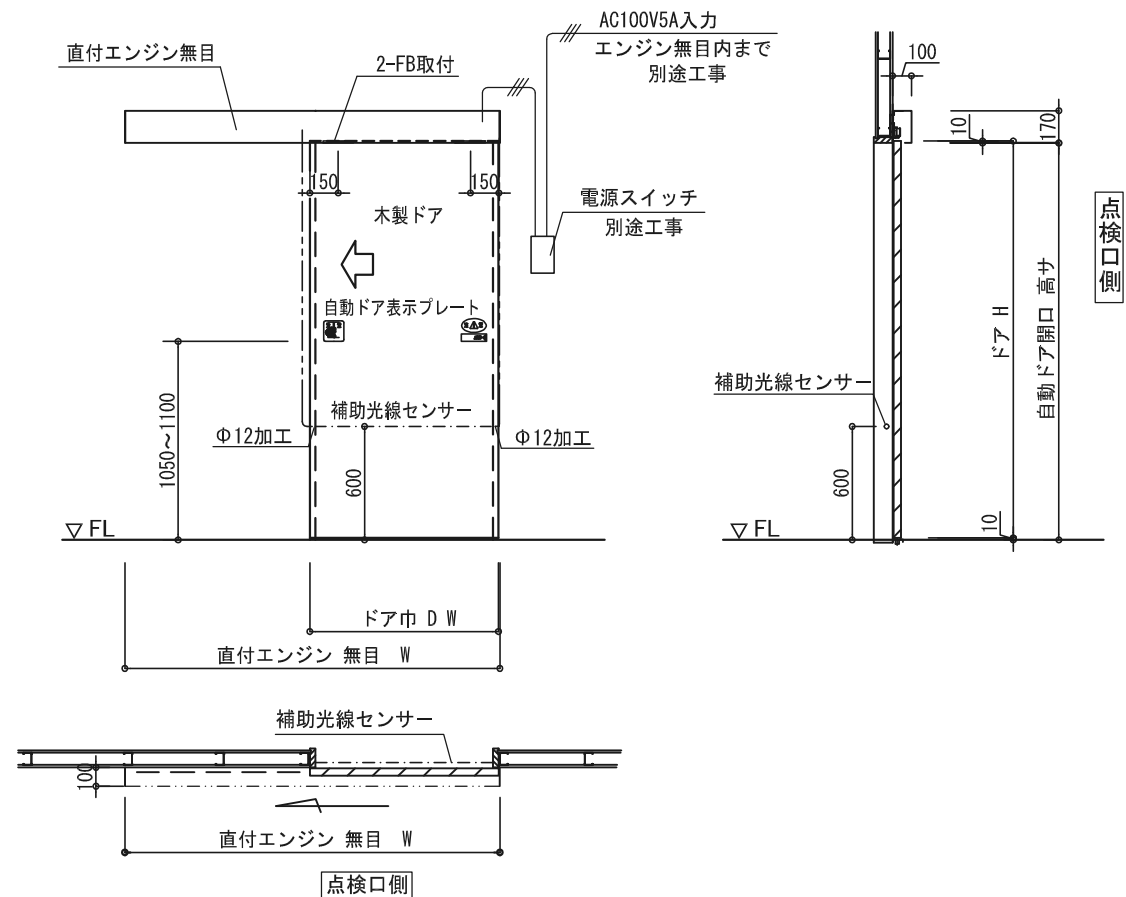 AC100V5A入力
エンジン無目内まで
別途工事
直付エンジン無目
2-FB取付
150
150
木製ドア
電源スイッチ
別途工事
自動ドア表示プレート
1050～1100
補助光線センサー
Φ12加工
Φ12加工
600
▽FL
ドア巾 D W
直付エンジン 無目 W
100
10
170
点検口側
ドア H
自動ドア開口 高サ
補助光線センサー
600
10
▽FL
補助光線センサー
100
直付エンジン 無目 W
点検口側